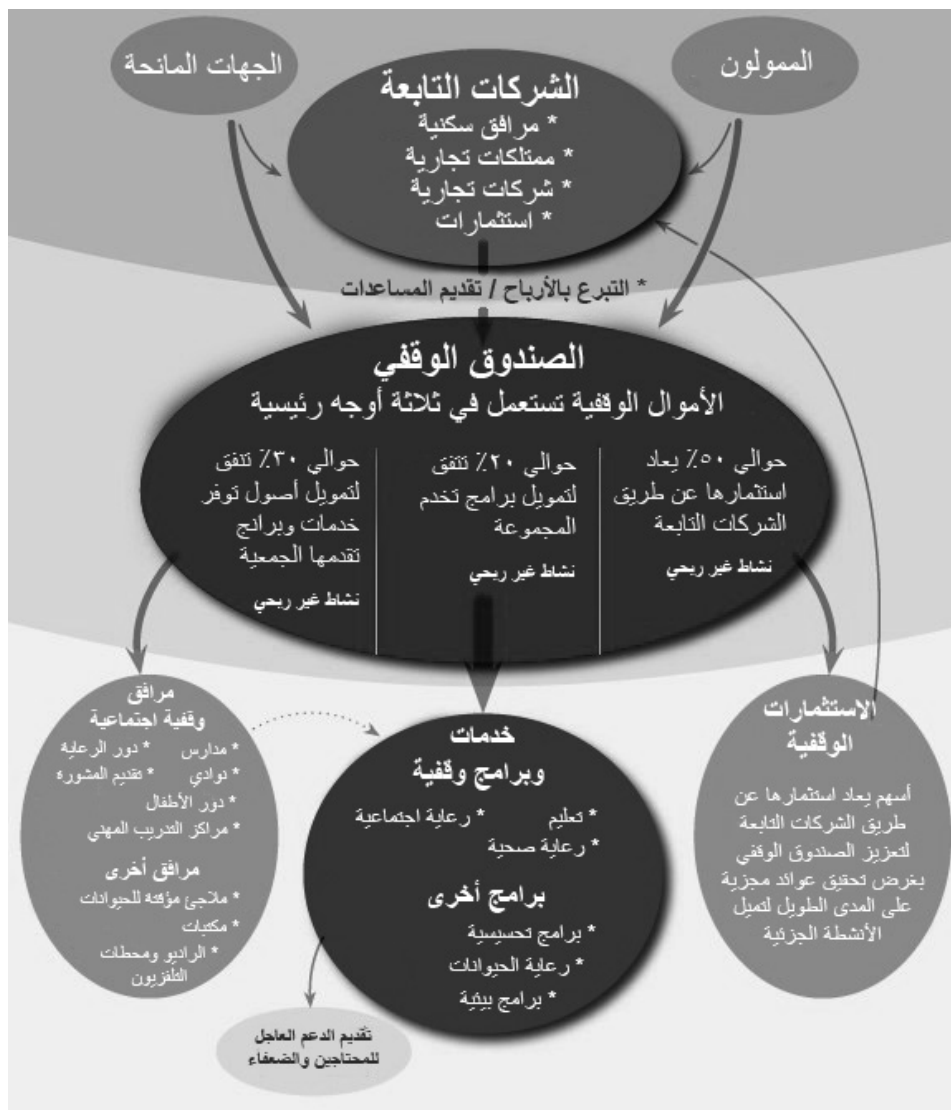 الممولون
الجهات المانحة
الشركات التابعة
* مرافق سكنية
* ممتلكات تجارية
* شركات تجارية
* استثمارات
* التبرع بالأرباح / تقديم المساعدات
الصندوق الوقفي
الأموال الوقفية تستعمل في ثلاثة أوجه رئيسية
حوالي ٥٠٪ يعاد
استثمارها عن طريق
الشركات التابعة
نشاط غير ربحي
حوالي ٢٠٪ تنفق
لتمويل برامج تخدم
المجموعة
نشاط غير ربحي
حوالي ٣٠٪ تنفق
لتمويل أصول توفر
خدمات وبرانج
تقدمها الجمعية
نشاط غير ربحي
الاستثمارات
الوقفية
أسهم يعاد استثمارها عن
طريق الشركات التابعة
لتعزيز الصندوق الوقفي
بغرض تحقيق عوائد مجزية
على المدى الطويل لتميل
الأنشطة الجزئية
خدمات
وبرامج وقفية
* تعليم * رعاية اجتماعية
* رعاية صحية
برامج أخرى
* برامج تحسيسية
* رعاية الحيوانات
* برامج بيئية
مرافق
وقفية اجتماعية
* مدارس * دور الرعاية
* نوادي * تقديم المشورة
* دور الأطفال
* مراكز التدريب المهني
مرافق أخرى
* ملاجئ مؤقتة للحيوانات
* مكتبات
* الراديو ومحطات
التلفزيون
تقديم الدعم العاجل
للمحتاجين والضعفاء